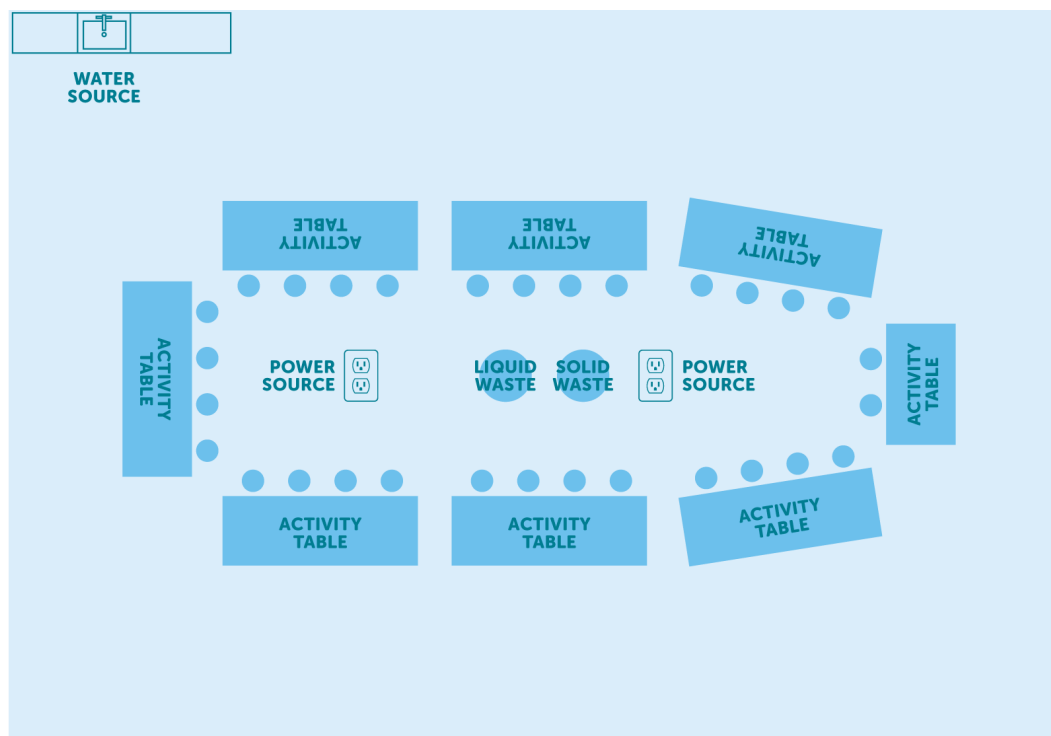 WATER
SOURCE
ACTIVITY
TABLE
ACTIVITY
TABLE
ACTIVITY
TABLE
ACTIVITY
TABLE
POWER
SOURCE
LIQUID
WASTE
SOLID
WASTE
POWER
SOURCE
ACTIVITY
TABLE
ACTIVITY
TABLE
ACTIVITY
TABLE
ACTIVITY
TABLE